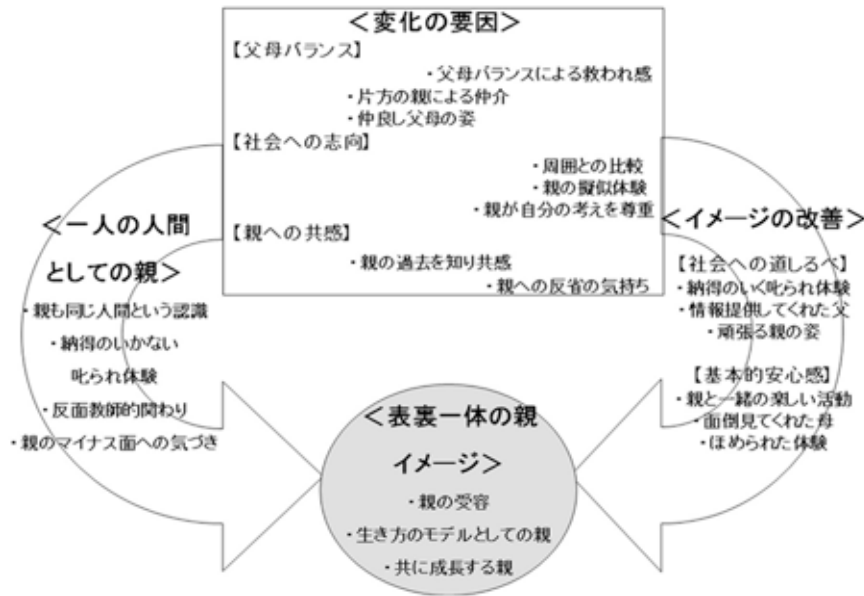 ＜変化の要因＞
【父母バランス】
・父母バランスによる救われ感
・片方の親による仲介
・仲良し父母の姿
【社会への志向】
・周囲との比較
・親の擬似体験
・親が自分の考えを尊重
【親への共感】
・親の過去を知り共感
・親への反省の気持ち
＜一人の人間
としての親＞
・親も同じ人間という認識
・納得のいかない
叱られ体験
・反面教師的関わり
・親のマイナス面への気づき
＜イメージの改善＞
【社会への道しるべ】
・納得のいく叱られ体験
・情報提供してくれた父
・頑張る親の姿
【基本的安心感】
・親と一緒の楽しい活動
・面倒見てくれた母
・ほめられた体験
＜表裏一体の親
イメージ＞
・親の受容
・生き方のモデルとしての親
・共に成長する親